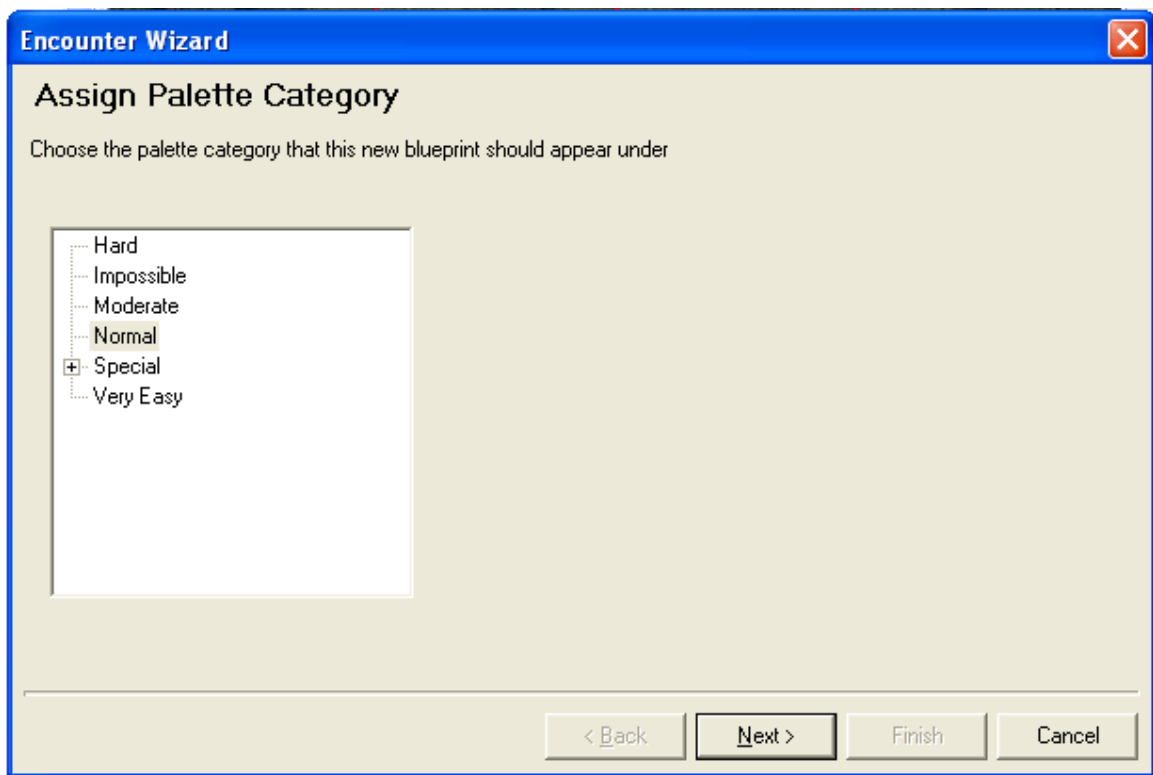 Encounter Wizard
Assign Palette Category
Choose the palette category that this new blueprint should appear under
Hard
Impossible
Moderate
Normal
Special
Very Easy
< Back Next > Finish Cancel